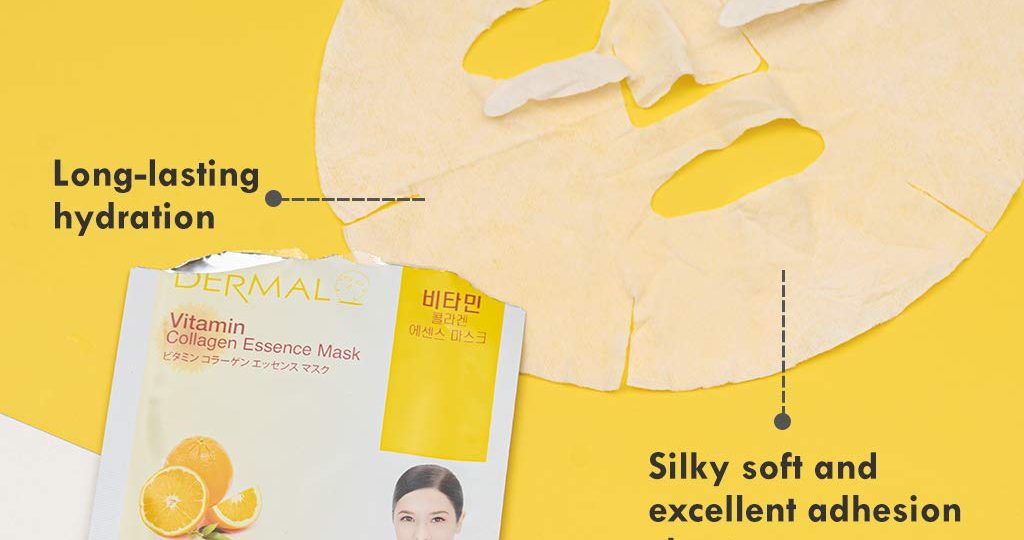 Long-lasting
hydration
DERMAL
Vitamin
Collagen Essence Mask
ビタミン コラーゲン エッセンス マスク
비타민
콜라겐
에센스 마스크
Silky soft and
excellent adhesion